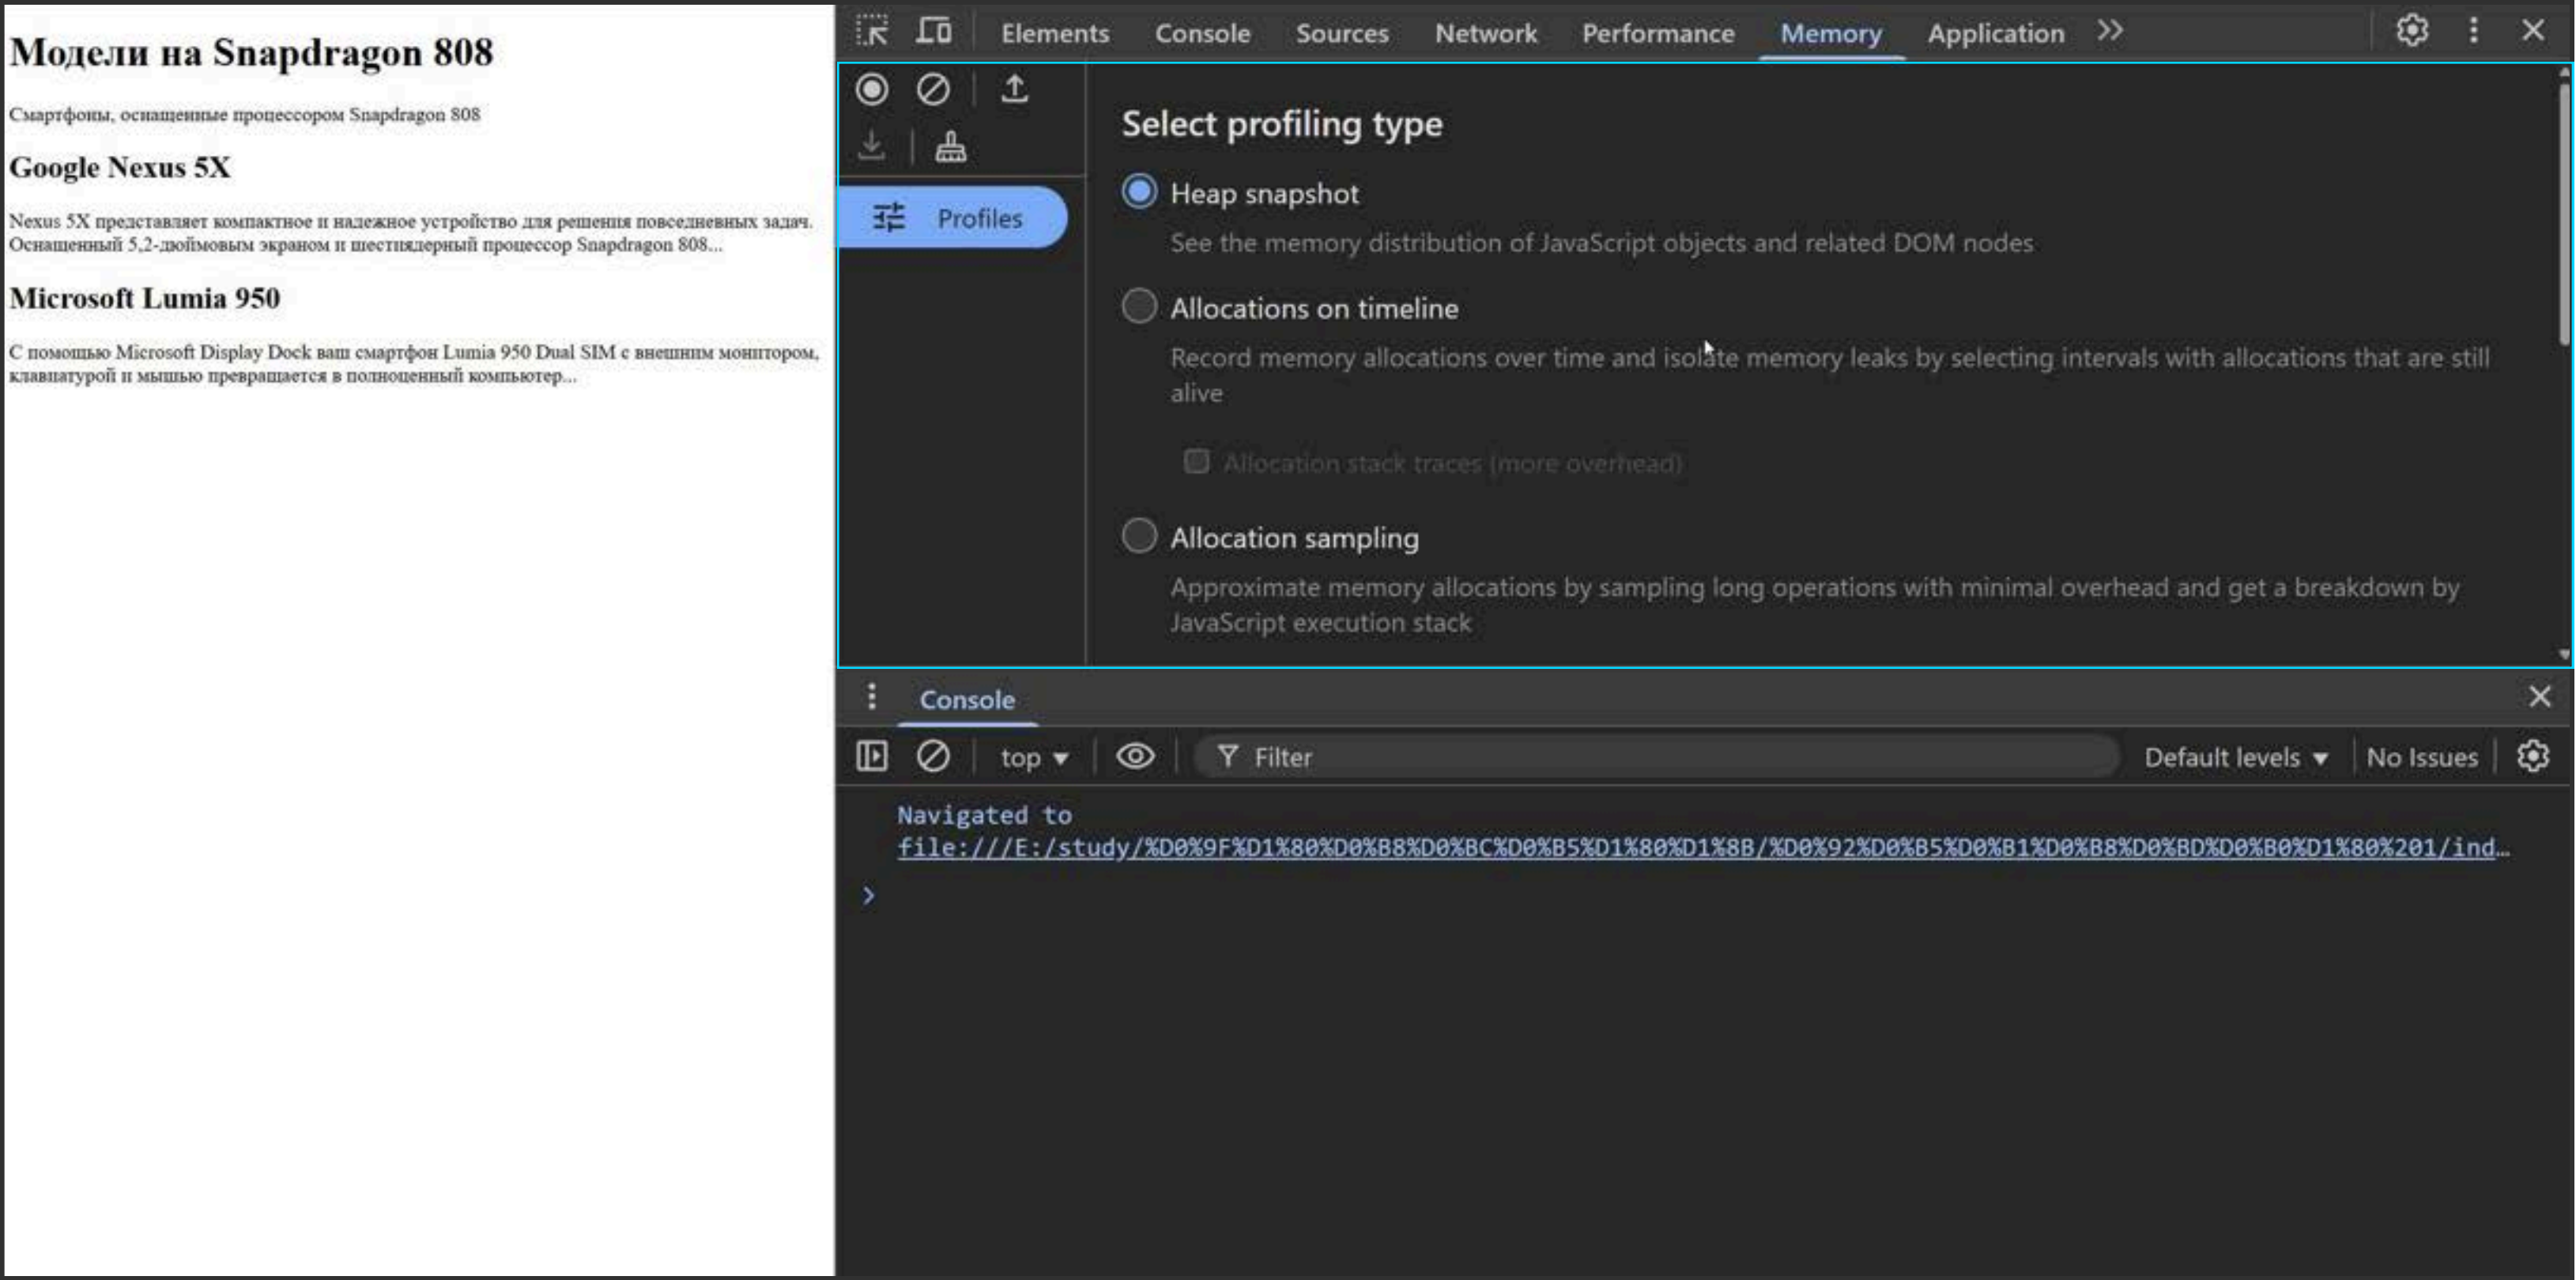 Модели на Snapdragon 808
Смартфоны, оснащенные процессором Snapdragon 808
Google Nexus 5X
Nexus 5X представляет компактное и надежное устройство для решения повседневных задач.
Оснащенный 5,2-дюймовым экраном и шестиядерный процессор Snapdragon 808...
Microsoft Lumia 950
С помощью Microsoft Display Dock ваш смартфон Lumia 950 Dual SIM с внешним монитором,
клавиатурой и мышью превращается в полноценный компьютер...
Elements Console Sources Network Performance Memory Application
Profiles
Select profiling type
Heap snapshot
See the memory distribution of JavaScript objects and related DOM nodes
Allocations on timeline
Record memory allocations over time and isolate memory leaks by selecting intervals with allocations that are still
alive
Allocation stack traces (more overhead)
Allocation sampling
Approximate memory allocations by sampling long operations with minimal overhead and get a breakdown by
JavaScript execution stack
Console
top Filter Default levels No Issues
Navigated to
file:///E:/study/%D0%9F%D1%80%D0%B8%D0%BC%D0%B5%D1%80%D1%8B/%D0%92%D0%B5%D0%B1%D0%B8%D0%BD%D0%B0%D1%80%201/ind…